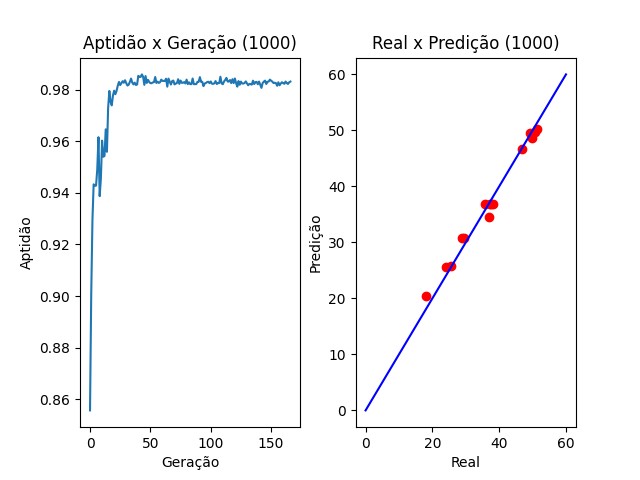 Aptidão x Geração (1000)
Aptidão
0.98
0.96
0.94
0.92
0.90
0.88
0.86
0 50 100 150
Geração
Real x Predição (1000)
Predição
60
50
40
30
20
10
0
0 20 40 60
Real